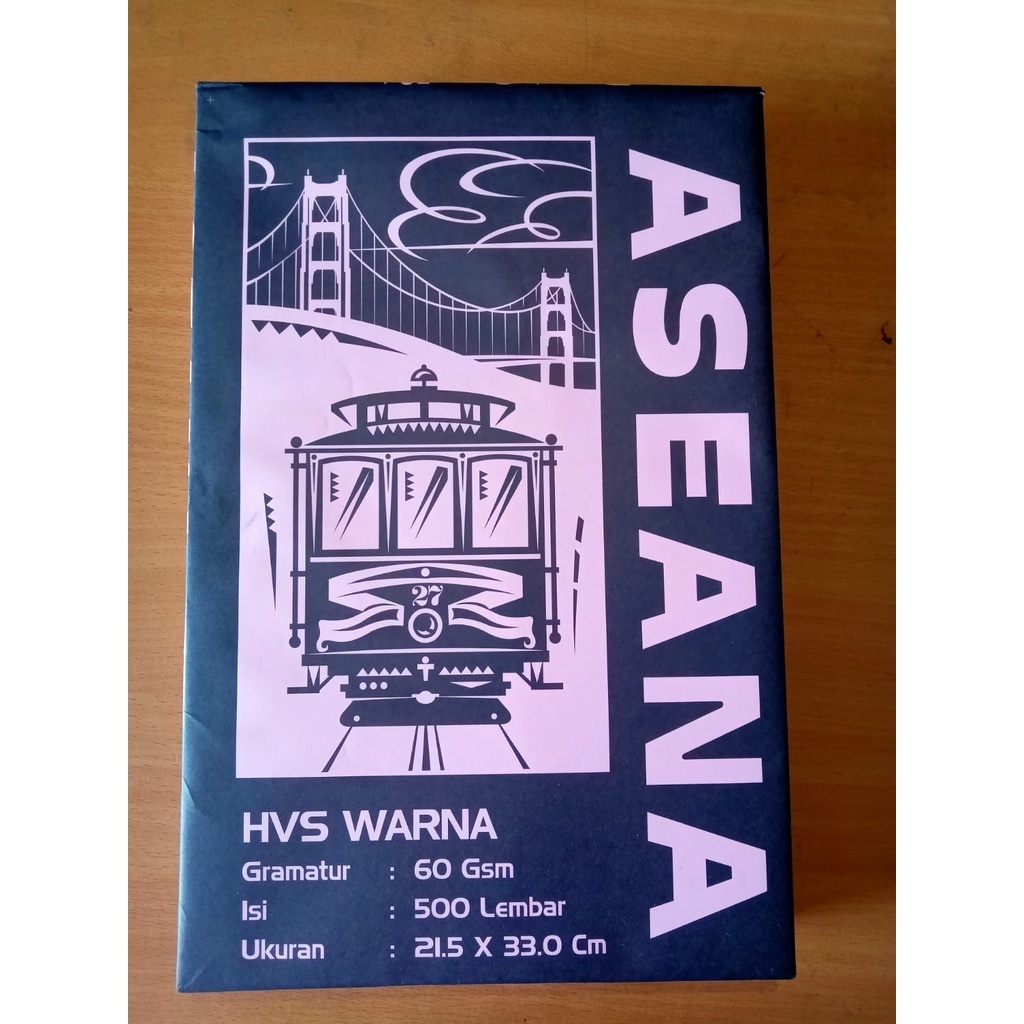 ASEANA
27
Q
HVS WARNA
Gramatur : 60 Gsm
Isi : 500 Lembar
Ukuran : 21.5 X 33.0 Cm